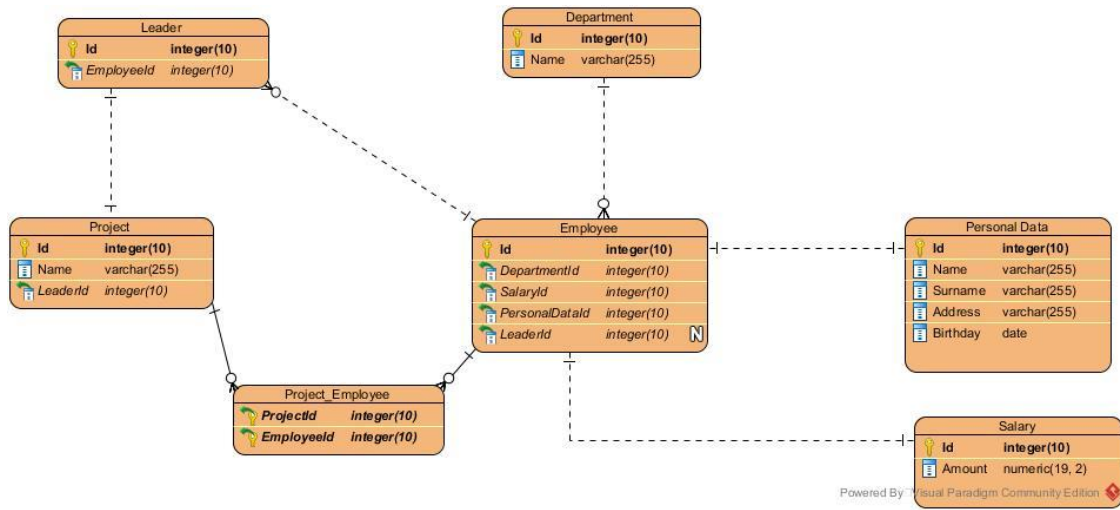 Leader
Id integer(10)
EmployeeId integer(10)
Department
Id integer(10)
Name varchar(255)
Project
Id integer(10)
Name varchar(255)
LeaderId integer(10)
Employee
Id integer(10)
DepartmentId integer(10)
SalaryId integer(10)
PersonalDataId integer(10)
LeaderId integer(10) N
Personal Data
Id integer(10)
Name varchar(255)
Surname varchar(255)
Address varchar(255)
Birthday date
Project_Employee
ProjectId integer(10)
EmployeeId integer(10)
Salary
Id integer(10)
Amount numeric(19, 2)
Powered By Visual Paradigm Community Edition